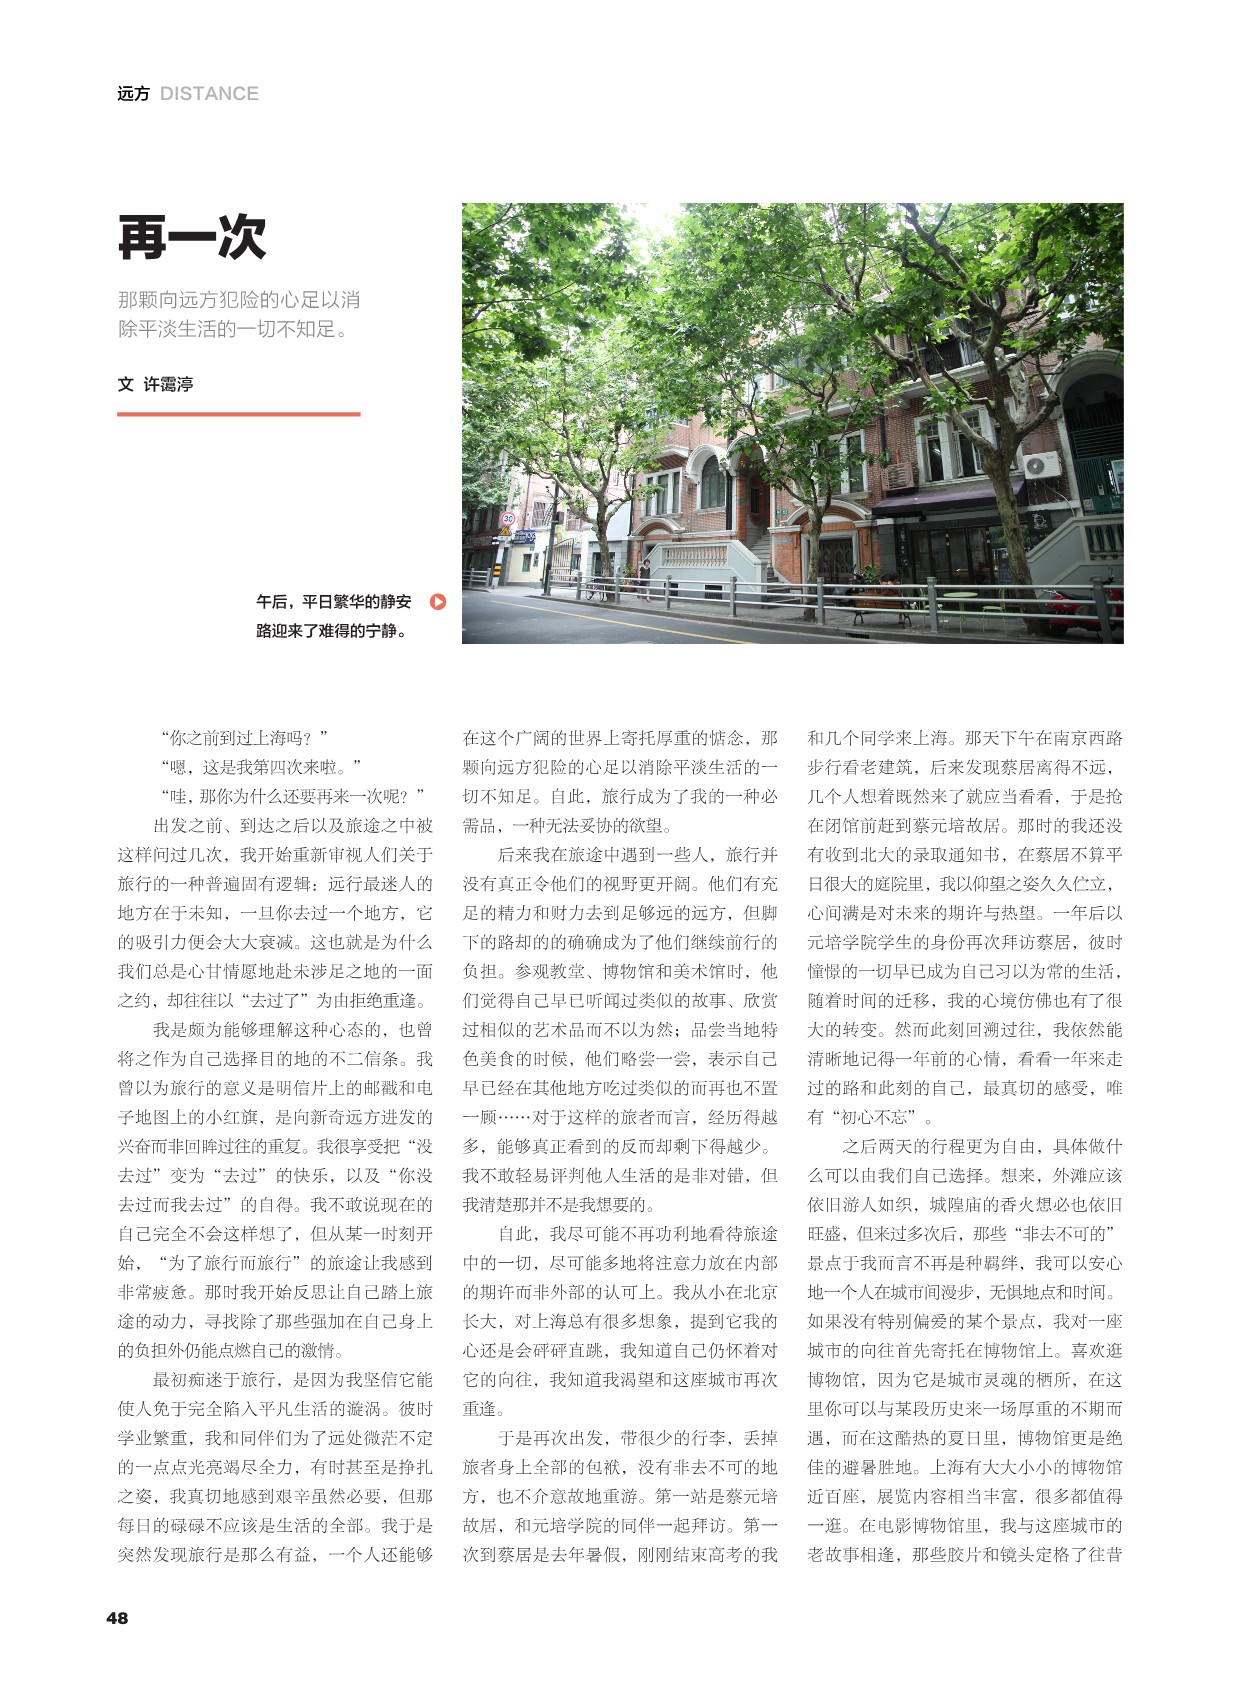 远方 DISTANCE
再一次
那颗向远方犯险的心足以消
除平淡生活的一切不知足。
文 许霭渟
午后，平日繁华的静安
路迎来了难得的宁静。
30
“你之前到过上海吗？”
“嗯，这是我第四次来啦。”
“哇，那你为什么还要再来一次呢？”
出发之前、到达之后以及旅途之中被
这样问过几次，我开始重新审视人们关于
旅行的一种普遍固有逻辑：远行最迷人的
地方在于未知，一旦你去过一个地方，它
的吸引力便会大大衰减。这也就是为什么
我们总是心甘情愿地赴未涉足之地的一面
之约，却往往以“去过了”为由拒绝重逢。
我是颇为能够理解这种心态的，也曾
将之作为自己选择目的地的不二信条。我
曾以为旅行的意义是明信片上的邮戳和电
子地图上的小红旗，是向新奇远方进发的
兴奋而非回眸过往的重复。我很享受把“没
去过”变为“去过”的快乐，以及“你没
去过而我去过”的自得。我不敢说现在的
自己完全不会这样想了，但从某一时刻开
始，“为了旅行而旅行”的旅途让我感到
非常疲惫。那时我开始反思让自己踏上旅
途的动力，寻找除了那些强加在自己身上
的负担外仍能点燃自己的激情。
最初痴迷于旅行，是因为我坚信它能
使人免于完全陷入平凡生活的漩涡。彼时
学业繁重，我和同伴们为了远处微茫不定
的一点点光亮竭尽全力，有时甚至是挣扎
之姿，我真切地感到艰辛虽然必要，但那
每日的碌碌不应该是生活的全部。我于是
突然发现旅行是那么有益，一个人还能够
在这个广阔的世界上寄托厚重的惦念，那
颗向远方犯险的心足以消除平淡生活的一
切不知足。自此，旅行成为了我的一种必
需品，一种无法妥协的欲望。
后来我在旅途中遇到一些人，旅行并
没有真正令他们的视野更开阔。他们有充
足的精力和财力去到足够远的远方，但脚
下的路却的的确确成为了他们继续前行的
负担。参观教堂、博物馆和美术馆时，他
们觉得自己早已听闻过类似的故事、欣赏
过相似的艺术品而不以为然；品尝当地特
色美食的时候，他们略尝一尝，表示自己
早已经在其他地方吃过类似的而再也不置
一顾……对于这样的旅者而言，经历得越
多，能够真正看到的反而却剩下得越少。
我不敢轻易评判他人生活的是非对错，但
我清楚那并不是我想要的。
自此，我尽可能不再功利地看待旅途
中的一切，尽可能多地将注意力放在内部
的期许而非外部的认可上。我从小在北京
长大，对上海总有很多想象，提到它我的
心还是会砰砰直跳，我知道自己仍怀着对
它的向往，我知道我渴望和这座城市再次
重逢。
于是再次出发，带很少的行李，丢掉
旅者身上全部的包袱，没有非去不可的地
方，也不介意故地重游。第一站是蔡元培
故居，和元培学院的同伴一起拜访。第一
次到蔡居是去年暑假，刚刚结束高考的我
和几个同学来上海。那天下午在南京西路
步行看老建筑，后来发现蔡居离得不远，
几个人想着既然来了就应当看看，于是抢
在闭馆前赶到蔡元培故居。那时的我还没
有收到北大的录取通知书，在蔡居不算平
日很大的庭院里，我以仰望之姿久久伫立，
心间满是对未来的期许与热望。一年后以
元培学院学生的身份再次拜访蔡居，彼时
憧憬的一切早已成为自己习以为常的生活，
随着时间的迁移，我的心境仿佛也有了很
大的转变。然而此刻回溯过往，我依然能
清晰地记得一年前的心情，看看一年来走
过的路和此刻的自己，最真切的感受，唯
有“初心不忘”。
之后两天的行程更为自由，具体做什
么可以由我们自己选择。想来，外滩应该
依旧游人如织，城隍庙的香火想必也依旧
旺盛，但来过多次后，那些“非去不可的”
景点于我而言不再是种羁绊，我可以安心
地一个人在城市间漫步，无惧地点和时间。
如果没有特别偏爱的某个景点，我对一座
城市的向往首先寄托在博物馆上。喜欢逛
博物馆，因为它是城市灵魂的栖所，在这
里你可以与某段历史来一场厚重的不期而
遇，而在这酷热的夏日里，博物馆更是绝
佳的避暑胜地。上海有大大小小的博物馆
近百座，展览内容相当丰富，很多都值得
一逛。在电影博物馆里，我与这座城市的
老故事相逢，那些胶片和镜头定格了往昔
48